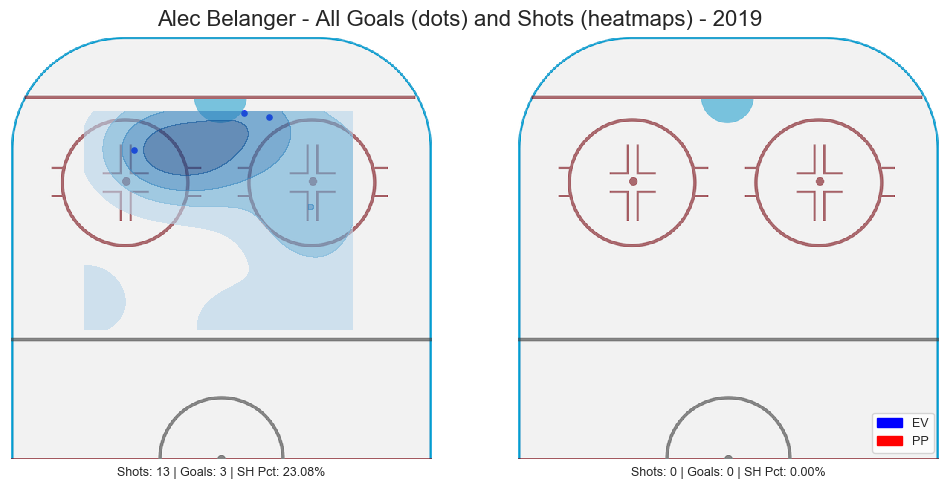 Alec Belanger - All Goals (dots) and Shots (heatmaps) - 2019
EV
PP
Shots: 13 | Goals: 3 | SH Pct: 23.08%
Shots: 0 | Goals: 0 | SH Pct: 0.00%